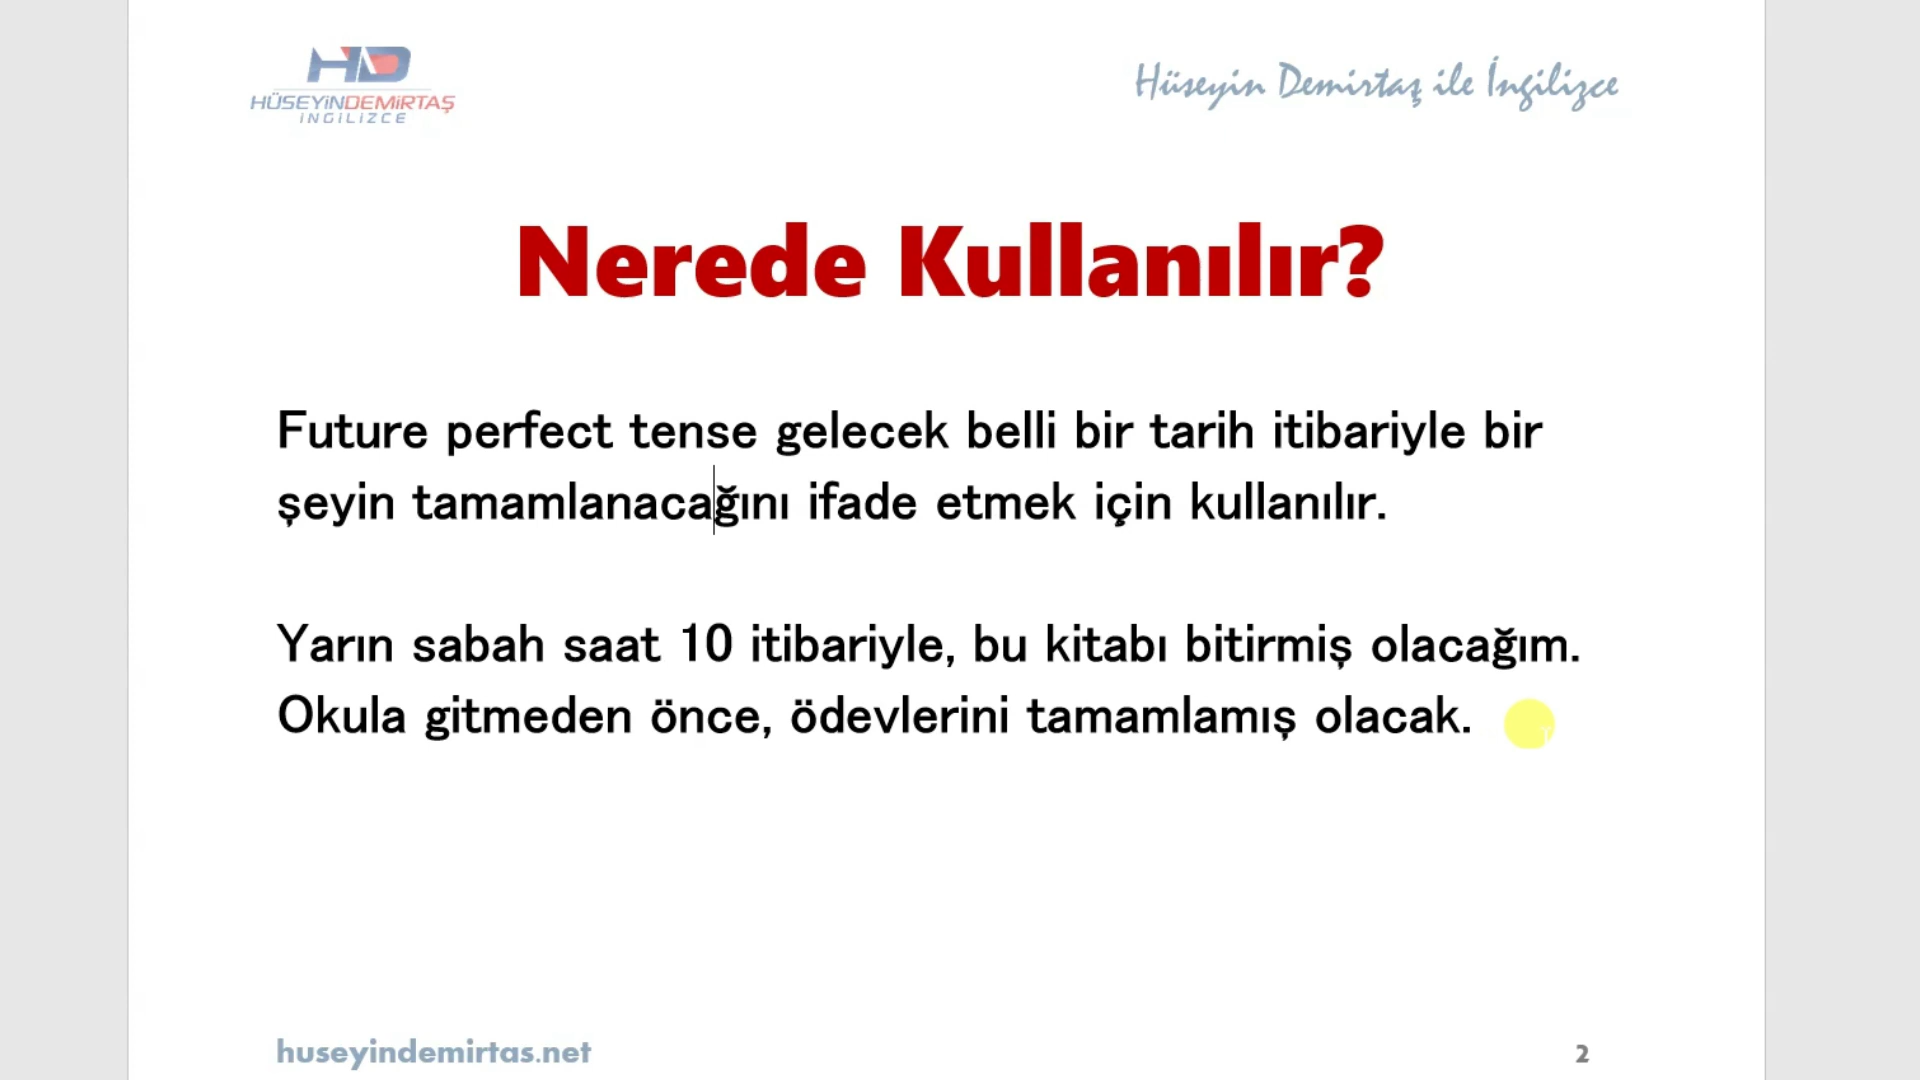 HD
HÜSEYİNDEMİRTAŞ
İNGİLİZCE
Hüseyin Demirtaş ile İngilizce
Nerede Kullanılır?
Future perfect tense gelecek belli bir tarih itibariyle bir
şeyin tamamlanacağını ifade etmek için kullanılır.
Yarın sabah saat 10 itibariyle, bu kitabı bitirmiş olacağım.
Okula gitmeden önce, ödevlerini tamamlamış olacak.
huseyindemirtas.net
2